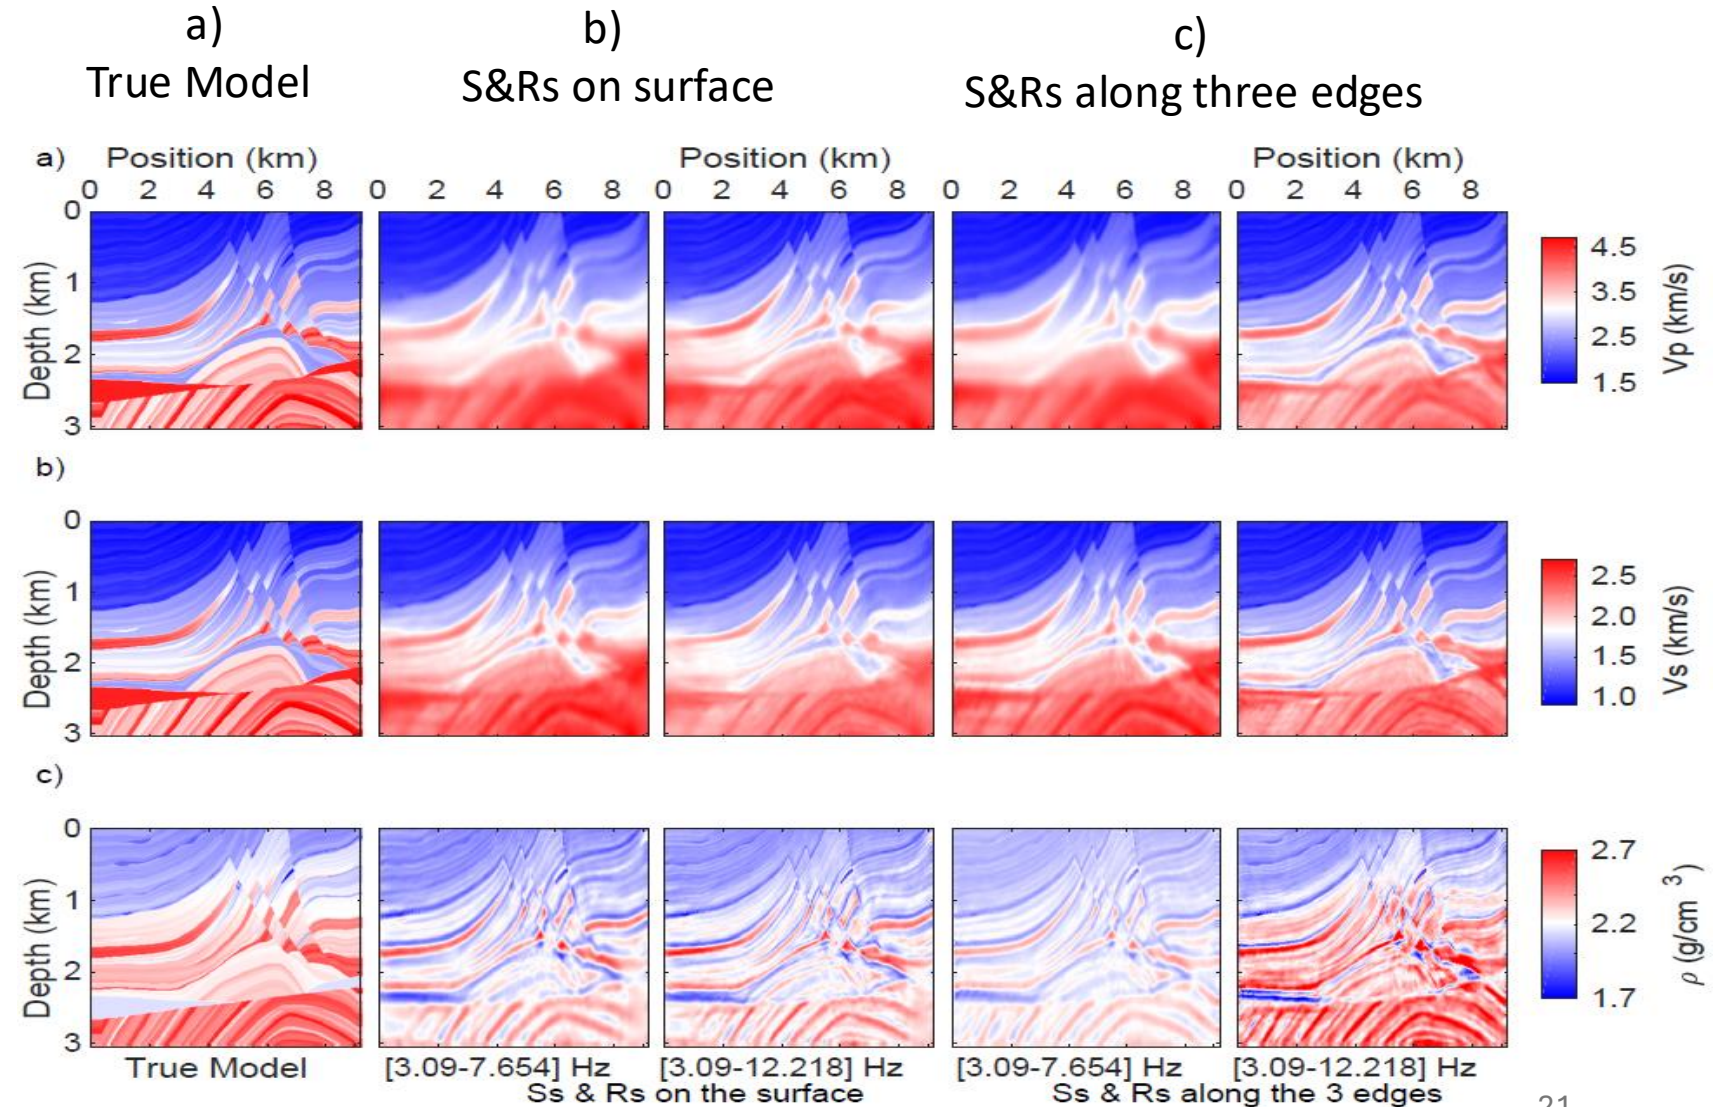 a)
True Model
b)
S&Rs on surface
c)
S&Rs along three edges
a)
Position (km)
Position (km)
Position (km)
0 2 4 6 8 0 2 4 6 8 0 2 4 6 8 0 2 4 6 8 0 2 4 6 8
0
1
2
3
Depth (km)
4.5
3.5
2.5
1.5
Vp (km/s)
b)
0
1
2
3
Depth (km)
2.5
2.0
1.5
1.0
Vs (km/s)
c)
0
1
2
3
Depth (km)
2.7
2.2
1.7
ρ (g/cm 3)
True Model
[3.09-7.654] Hz
[3.09-12.218] Hz
[3.09-7.654] Hz
[3.09-12.218] Hz
Ss & Rs on the surface
Ss & Rs along the 3 edges
21